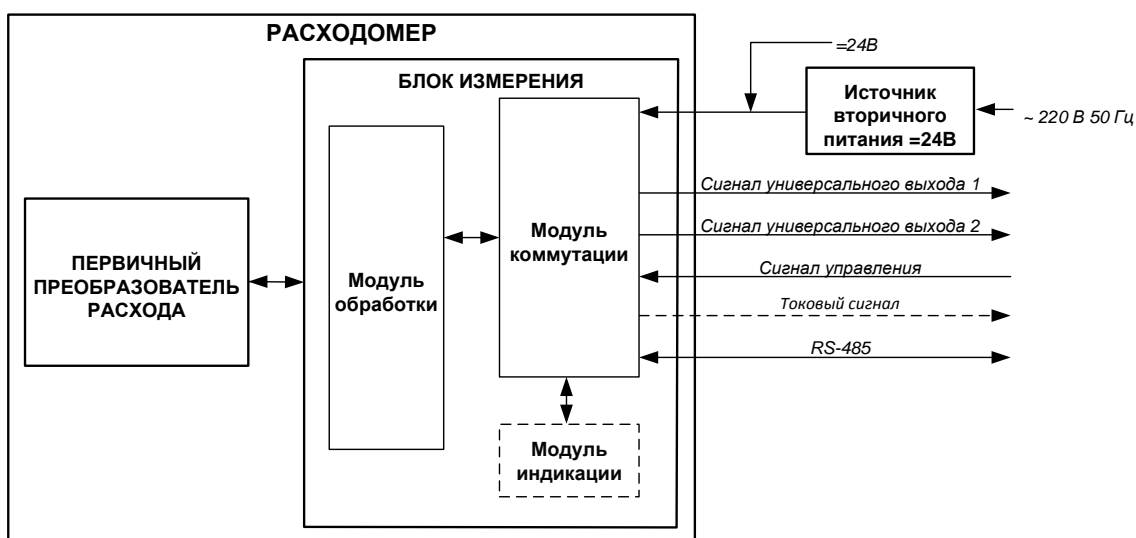 РАСХОДОМЕР
=24В
БЛОК ИЗМЕРЕНИЯ
Источник
вторичного
питания =24В
~ 220 В 50 Гц
Сигнал универсального выхода 1
Модуль
коммутации
Сигнал универсального выхода 2
ПЕРВИЧНЫЙ
ПРЕОБРАЗОВАТЕЛЬ
РАСХОДА
Модуль
обработки
Сигнал управления
Токовый сигнал
RS-485
Модуль
индикации